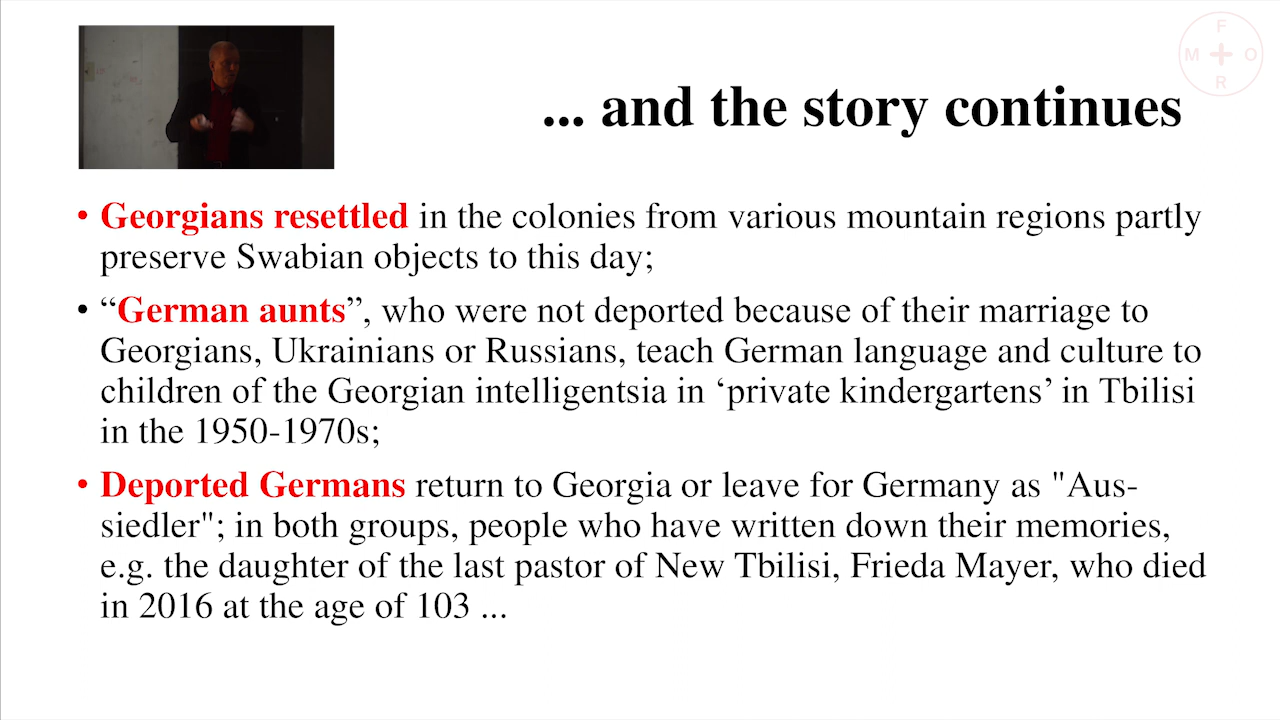 F
M O
R
... and the story continues
• Georgians resettled in the colonies from various mountain regions partly
preserve Swabian objects to this day;
• “German aunts”, who were not deported because of their marriage to
Georgians, Ukrainians or Russians, teach German language and culture to
children of the Georgian intelligentsia in ‘private kindergartens’ in Tbilisi
in the 1950-1970s;
• Deported Germans return to Georgia or leave for Germany as "Aus-
siedler"; in both groups, people who have written down their memories,
e.g. the daughter of the last pastor of New Tbilisi, Frieda Mayer, who died
in 2016 at the age of 103 ...